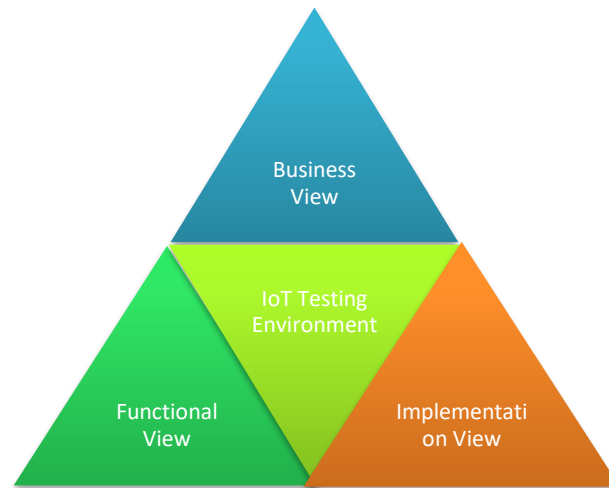 Business
View
IoT Testing
Environment
Functional
View
Implementati
on View